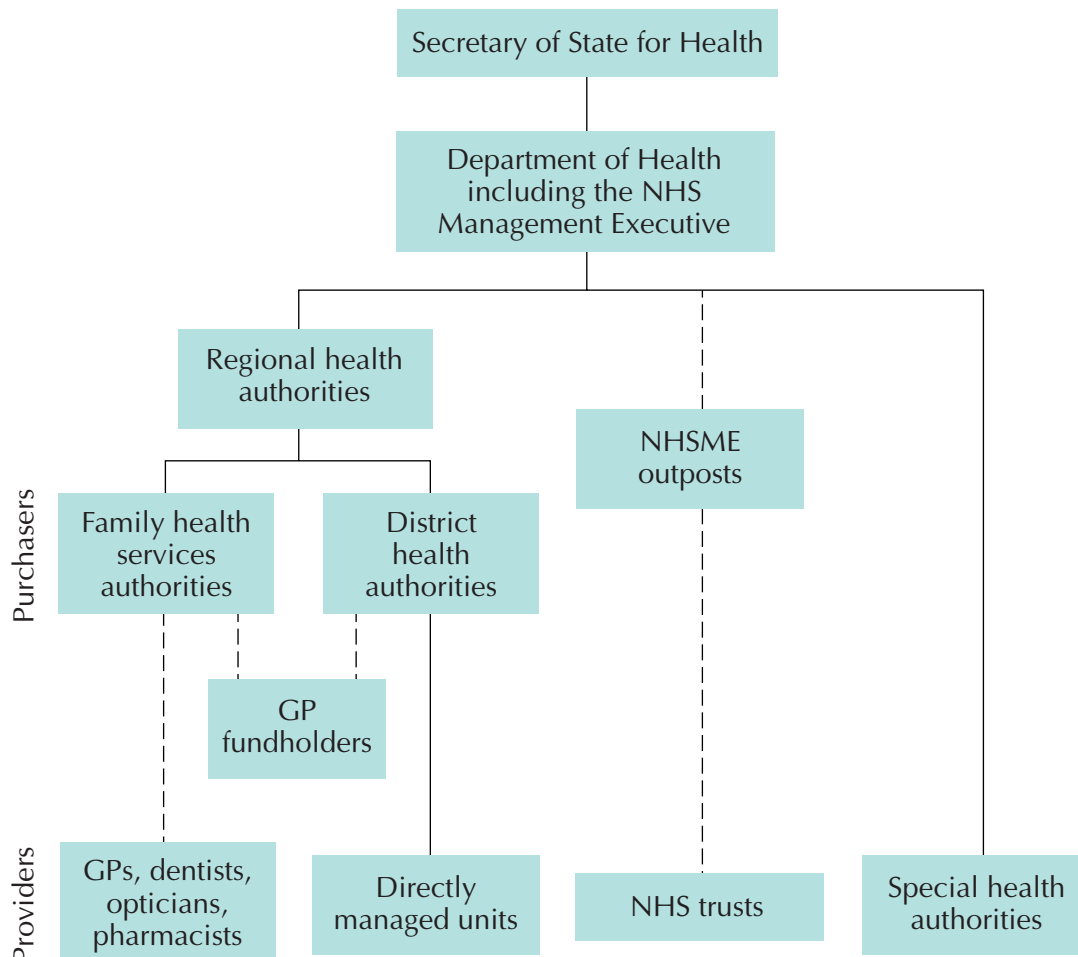 Secretary of State for Health
Department of Health
including the NHS
Management Executive
Regional health
authorities
NHSME
outposts
Purchasers
Family health
services
authorities
District
health
authorities
GP
fundholders
Providers
GPs, dentists,
opticians,
pharmacists
Directly
managed units
NHS trusts
Special health
authorities